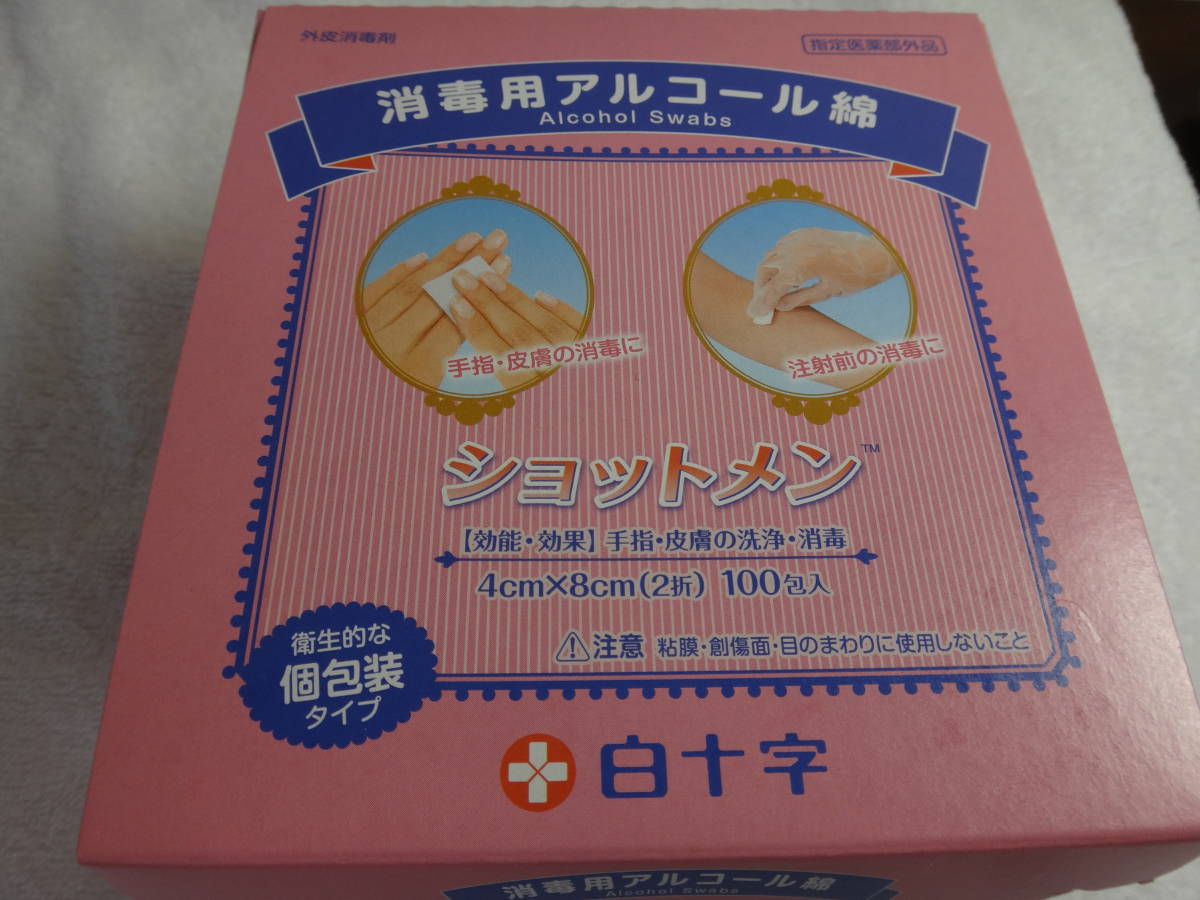 外皮消毒剤
指定医薬部外品
消毒用アルコール綿
Alcohol Swabs
手指・皮膚の消毒に
注射前の消毒に
ショットメン™
【効能・効果】手指・皮膚の洗浄・消毒
4cm×8cm(2折) 100包入
注意 粘膜・創傷面・目のまわりに使用しないこと
衛生的な
個包装
タイプ
白十字
消毒用アルコール綿
Alcohol Swabs